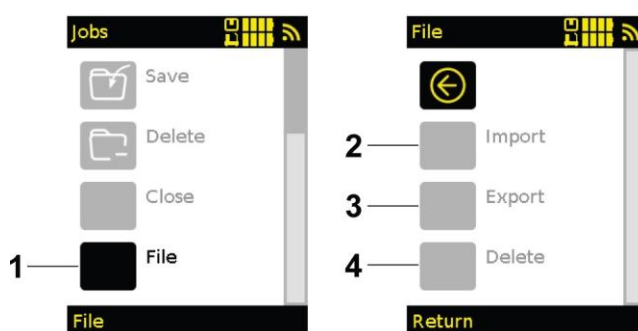 Jobs
Save
Delete
Close
1
File
File
File
2
Import
3
Export
4
Delete
Return